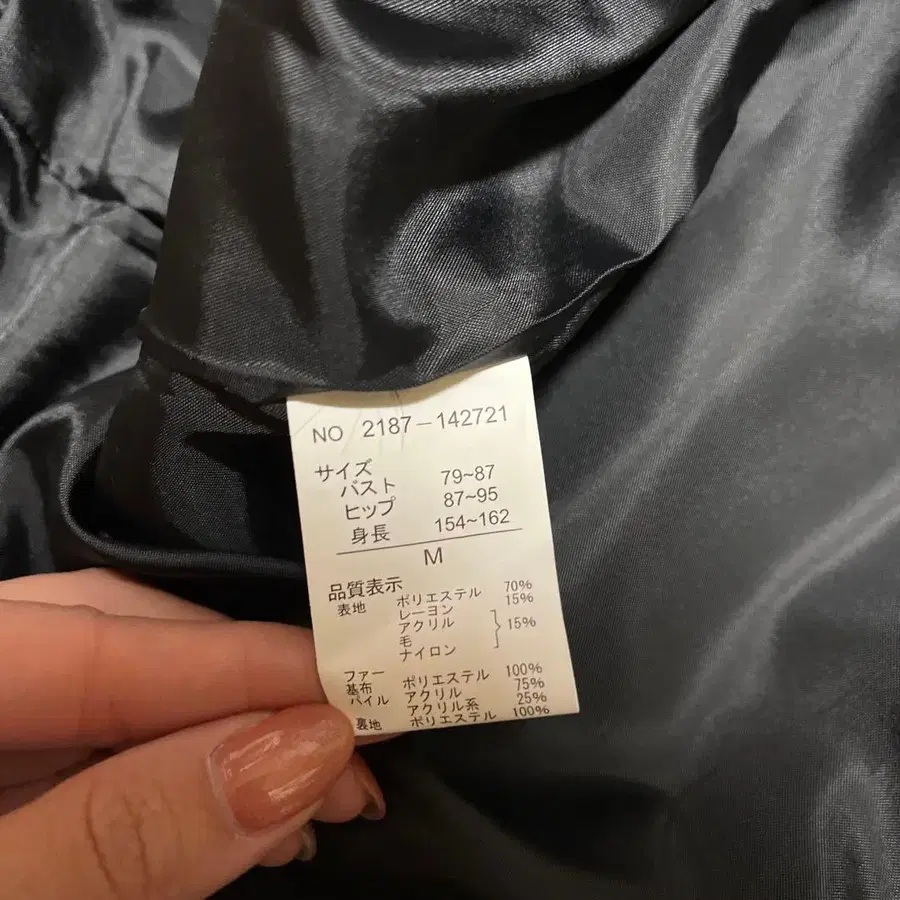 NO 2187-142721
サイズ
バスト 79~87
ヒップ 87~95
身長 154~162
M
品質表示
表地 ポリエステル 70%
レーヨン 15%
アクリル
毛 } 15%
ナイロン
ファー
基布 ポリエステル 100%
パイル アクリル 75%
アクリル系 25%
裏地 ポリエステル 100%